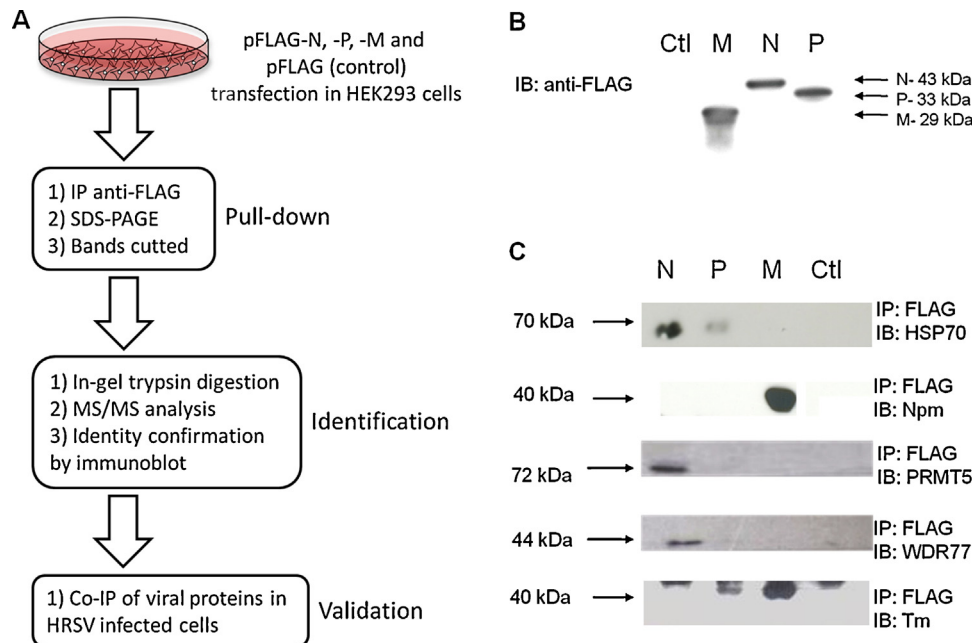 A
pFLAG-N, -P, -M and
pFLAG (control)
transfection in HEK293 cells
1) IP anti-FLAG
2) SDS-PAGE
3) Bands cutted
Pull-down
1) In-gel trypsin digestion
2) MS/MS analysis
3) Identity confirmation
by immunoblot
Identification
1) Co-IP of viral proteins in
HRSV infected cells
Validation
B
Ctl M N P
IB: anti-FLAG
N- 43 kDa
P- 33 kDa
M- 29 kDa
C
N P M Ctl
70 kDa
IP: FLAG
IB: HSP70
40 kDa
IP: FLAG
IB: Npm
72 kDa
IP: FLAG
IB: PRMT5
44 kDa
IP: FLAG
IB: WDR77
40 kDa
IP: FLAG
IB: Tm